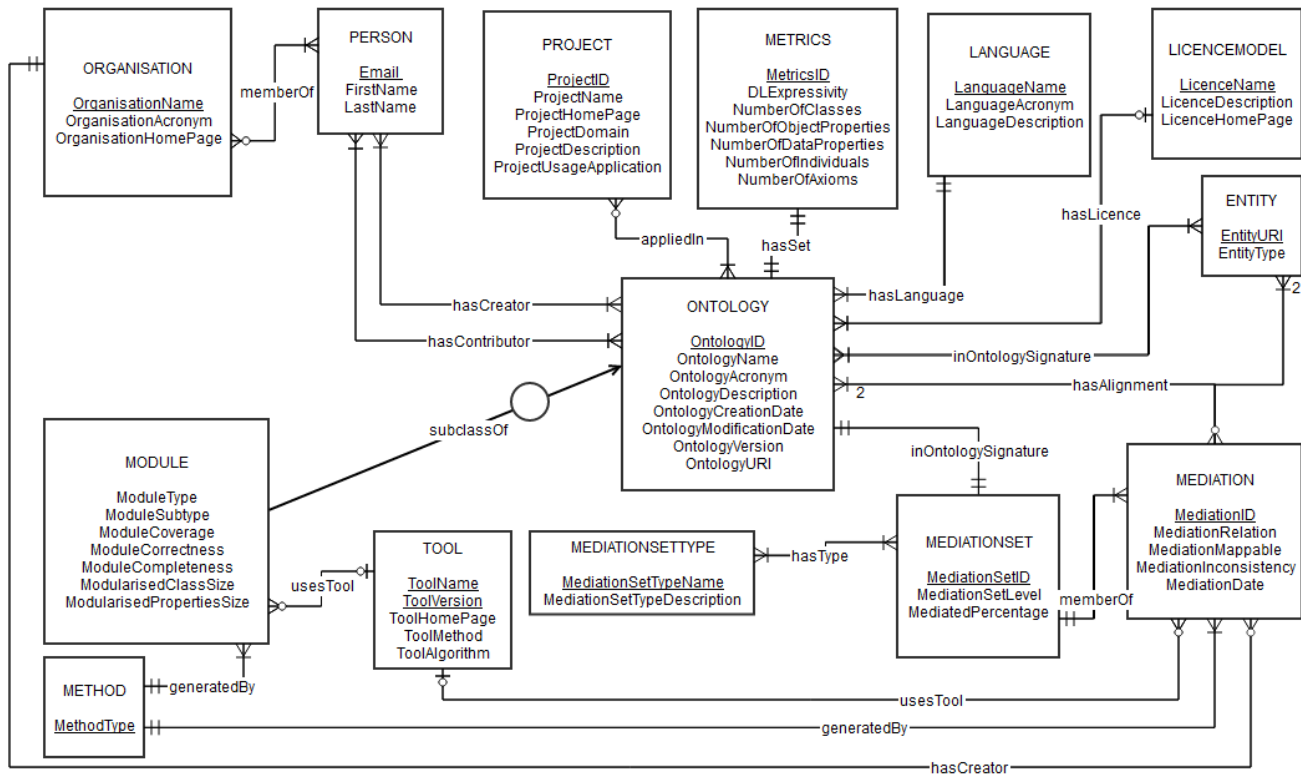 ORGANISATION
OrganisationName
OrganisationAcronym
OrganisationHomePage
memberOf
PERSON
Email
FirstName
LastName
PROJECT
ProjectID
ProjectName
ProjectHomePage
ProjectDomain
ProjectDescription
ProjectUsageApplication
METRICS
MetricsID
DLExpressivity
NumberOfClasses
NumberOfObjectProperties
NumberOfDataProperties
NumberOfIndividuals
NumberOfAxioms
LANGUAGE
LanguageName
LanguageAcronym
LanguageDescription
LICENCEMODEL
LicenceName
LicenceDescription
LicenceHomePage
hasLicence
ENTITY
EntityURI
EntityType
2
appliedIn
hasSet
hasLanguage
hasCreator
hasContributor
inOntologySignature
hasAlignment
2
ONTOLOGY
OntologyID
OntologyName
OntologyAcronym
OntologyDescription
OntologyCreationDate
OntologyModificationDate
OntologyVersion
OntologyURI
subclassOf
inOntologySignature
MODULE
ModuleType
ModuleSubtype
ModuleCoverage
ModuleCorrectness
ModuleCompleteness
ModularisedClassSize
ModularisedPropertiesSize
usesTool
TOOL
ToolName
ToolVersion
ToolHomePage
ToolMethod
ToolAlgorithm
MEDIATIONSETTYPE
MediationSetTypeName
MediationSetTypeDescription
hasType
MEDIATIONSET
MediationSetID
MediationSetLevel
MediatedPercentage
memberOf
MEDIATION
MediationID
MediationRelation
MediationMappable
MediationInconsistency
MediationDate
METHOD
MethodType
generatedBy
usesTool
generatedBy
hasCreator